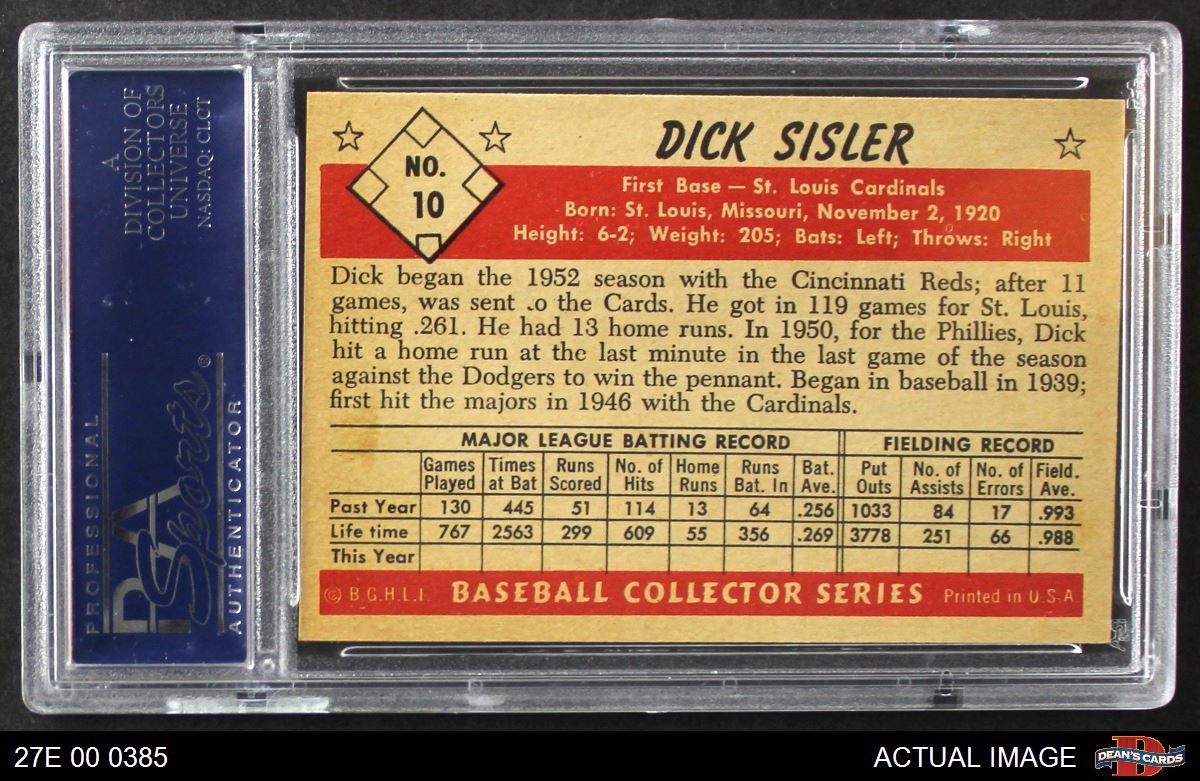 A
DIVISION OF
COLLECTORS
UNIVERSE
NASDAQ: CLCT
PROFESSIONAL
PSA
Sports®
AUTHENTICATOR
NO.
10
DICK SISLER
First Base — St. Louis Cardinals
Born: St. Louis, Missouri, November 2, 1920
Height: 6-2; Weight: 205; Bats: Left; Throws: Right
Dick began the 1952 season with the Cincinnati Reds; after 11
games, was sent .o the Cards. He got in 119 games for St. Louis,
hitting .261. He had 13 home runs. In 1950, for the Phillies, Dick
hit a home run at the last minute in the last game of the season
against the Dodgers to win the pennant. Began in baseball in 1939;
first hit the majors in 1946 with the Cardinals.
MAJOR LEAGUE BATTING RECORD FIELDING RECORD
Games Times Runs No. of Home Runs Bat. Put No. of No. of Field.
Played at Bat Scored Hits Runs Bat. In Ave. Outs Assists Errors Ave.
Past Year 130 445 51 114 13 64 .256 1033 84 17 .993
Life time 767 2563 299 609 55 356 .269 3778 251 66 .988
This Year
© B.G.H.L.I. BASEBALL COLLECTOR SERIES Printed in U.S.A
27E 00 0385 ACTUAL IMAGE DEAN'S CARDS